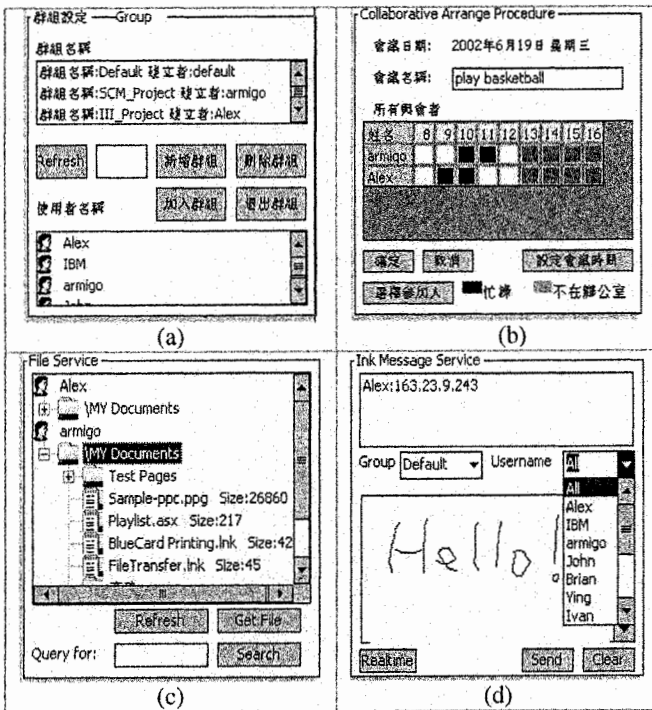 群組設定 Group
群組名稱
群組名稱:Default 建立者:default
群組名稱:SCM_Project 建立者:armigo
群組名稱:III_Project 建立者:Alex
Refresh 新增群組 刪除群組
使用者名稱 加入群組 退出群組
Alex
IBM
armigo
John
(a)
Collaborative Arrange Procedure
會議日期: 2002年6月19日 星期三
會議名稱: play basketball
所有與會者
姓名 8 9 10 11 12 13 14 15 16
armigo
Alex
確定 取消 設定會議時間
選擇參加人 忙碌 不在辦公室
(b)
File Service
Alex
\MY Documents
armigo
\MY Documents
Test Pages
Sample-ppc.ppg Size:26860
Playlist.asx Size:217
BlueCard Printing.lnk Size:42
FileTransfer.lnk Size:45
Refresh Get File
Query for: Search
(c)
Ink Message Service
Alex:163.23.9.243
Group Default Username All
All
Alex
IBM
armigo
John
Brian
Ying
Ivan
Hello!
Realtime Send Clear
(d)